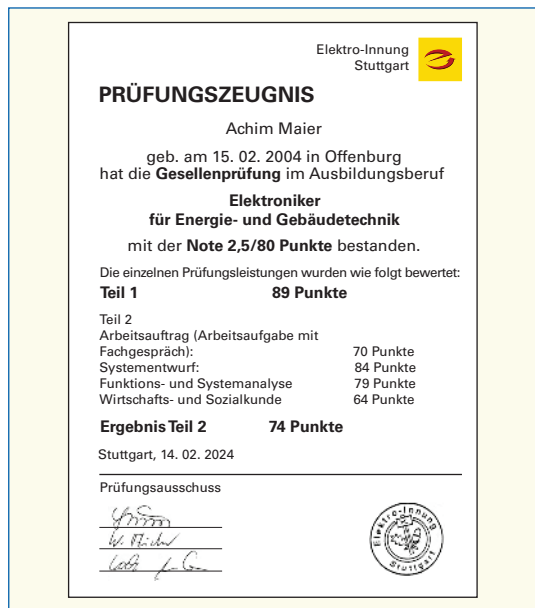 Elektro-Innung
Stuttgart
PRÜFUNGSZEUGNIS
Achim Maier
geb. am 15. 02. 2004 in Offenburg
hat die Gesellenprüfung im Ausbildungsberuf
Elektroniker
für Energie- und Gebäudetechnik
mit der Note 2,5/80 Punkte bestanden.
Die einzelnen Prüfungsleistungen wurden wie folgt bewertet:
Teil 1 89 Punkte
Teil 2
Arbeitsauftrag (Arbeitsaufgabe mit
Fachgespräch): 70 Punkte
Systementwurf: 84 Punkte
Funktions- und Systemanalyse 79 Punkte
Wirtschafts- und Sozialkunde 64 Punkte
Ergebnis Teil 2 74 Punkte
Stuttgart, 14. 02. 2024
Prüfungsausschuss
Elektro-Innung
Stuttgart